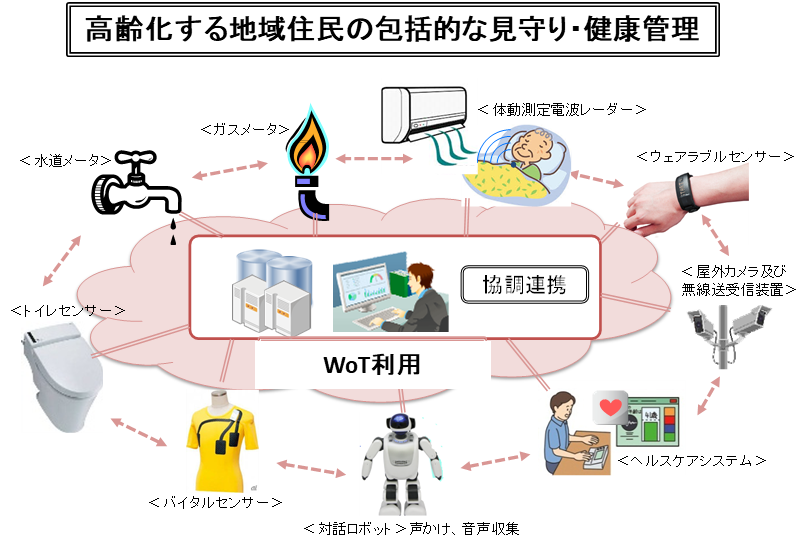 高齢化する地域住民の包括的な見守り・健康管理
＜体動測定電波レーダー＞
＜ガスメータ＞
＜水道メータ＞
＜ウェアラブルセンサー＞
協調連携
＜屋外カメラ及び
無線送受信装置＞
＜トイレセンサー＞
WoT利用
＜ヘルスケアシステム＞
＜バイタルセンサー＞
＜対話ロボット＞声かけ、音声収集